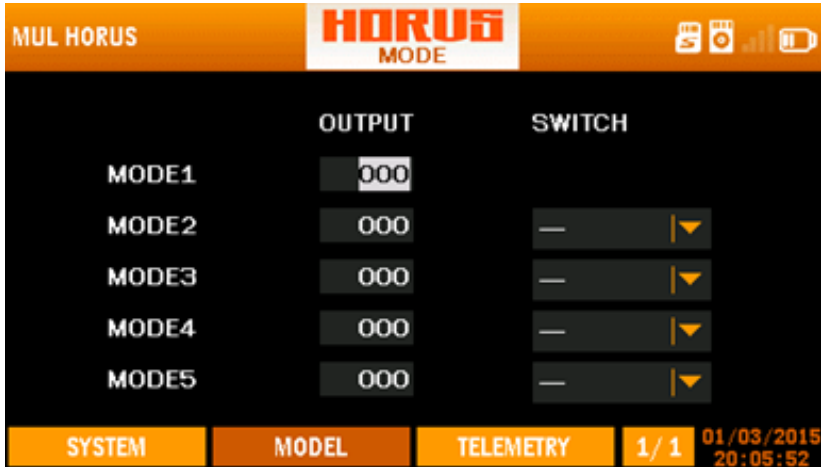 MUL HORUS
HORUS
MODE
OUTPUT SWITCH
MODE1 000
MODE2 000 —
MODE3 000 —
MODE4 000 —
MODE5 000 —
SYSTEM MODEL TELEMETRY 1/1 01/03/2015
20:05:52